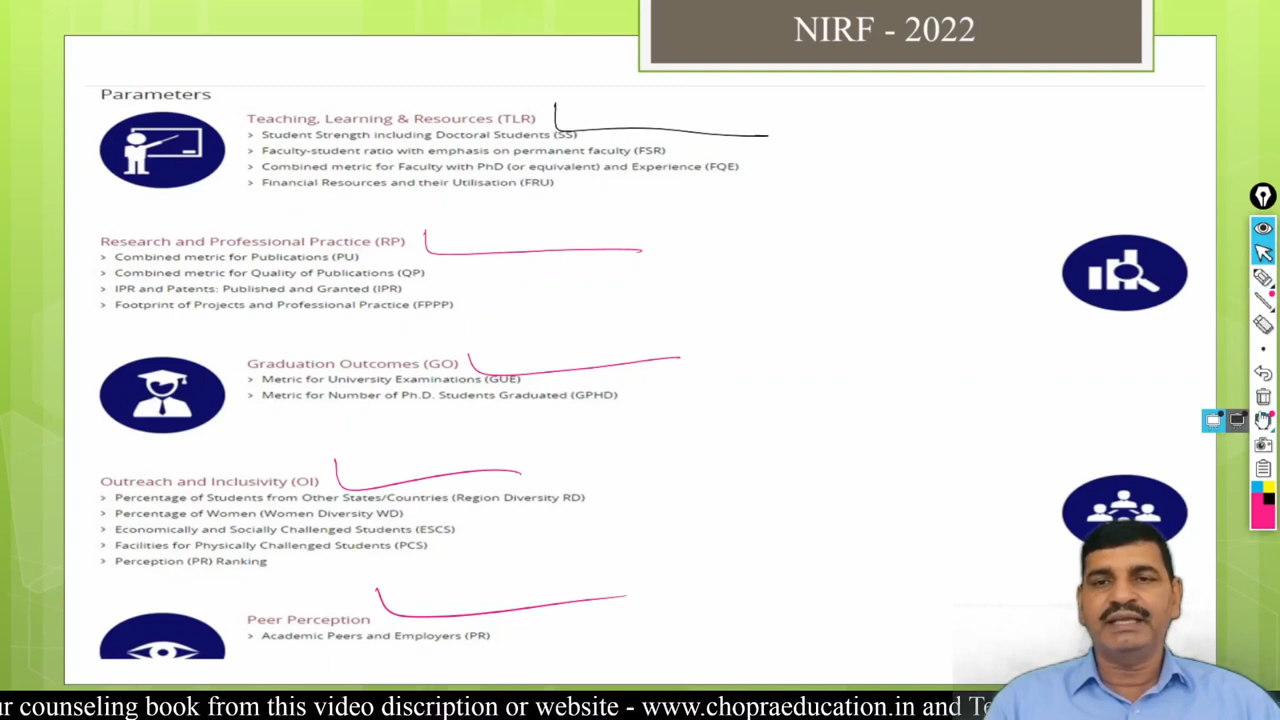 NIRF - 2022
Parameters
Teaching, Learning & Resources (TLR)
> Student Strength including Doctoral Students (SS)
> Faculty-student ratio with emphasis on permanent faculty (FSR)
> Combined metric for Faculty with PhD (or equivalent) and Experience (FQE)
> Financial Resources and their Utilisation (FRU)
Research and Professional Practice (RP)
> Combined metric for Publications (PU)
> Combined metric for Quality of Publications (QP)
> IPR and Patents: Published and Granted (IPR)
> Footprint of Projects and Professional Practice (FPPP)
Graduation Outcomes (GO)
> Metric for University Examinations (GUE)
> Metric for Number of Ph.D. Students Graduated (GPHD)
Outreach and Inclusivity (OI)
> Percentage of Students from Other States/Countries (Region Diversity RD)
> Percentage of Women (Women Diversity WD)
> Economically and Socially Challenged Students (ESCS)
> Facilities for Physically Challenged Students (PCS)
> Perception (PR) Ranking
Peer Perception
> Academic Peers and Employers (PR)
ur counseling book from this video discription or website - www.chopraeducation.in and Te